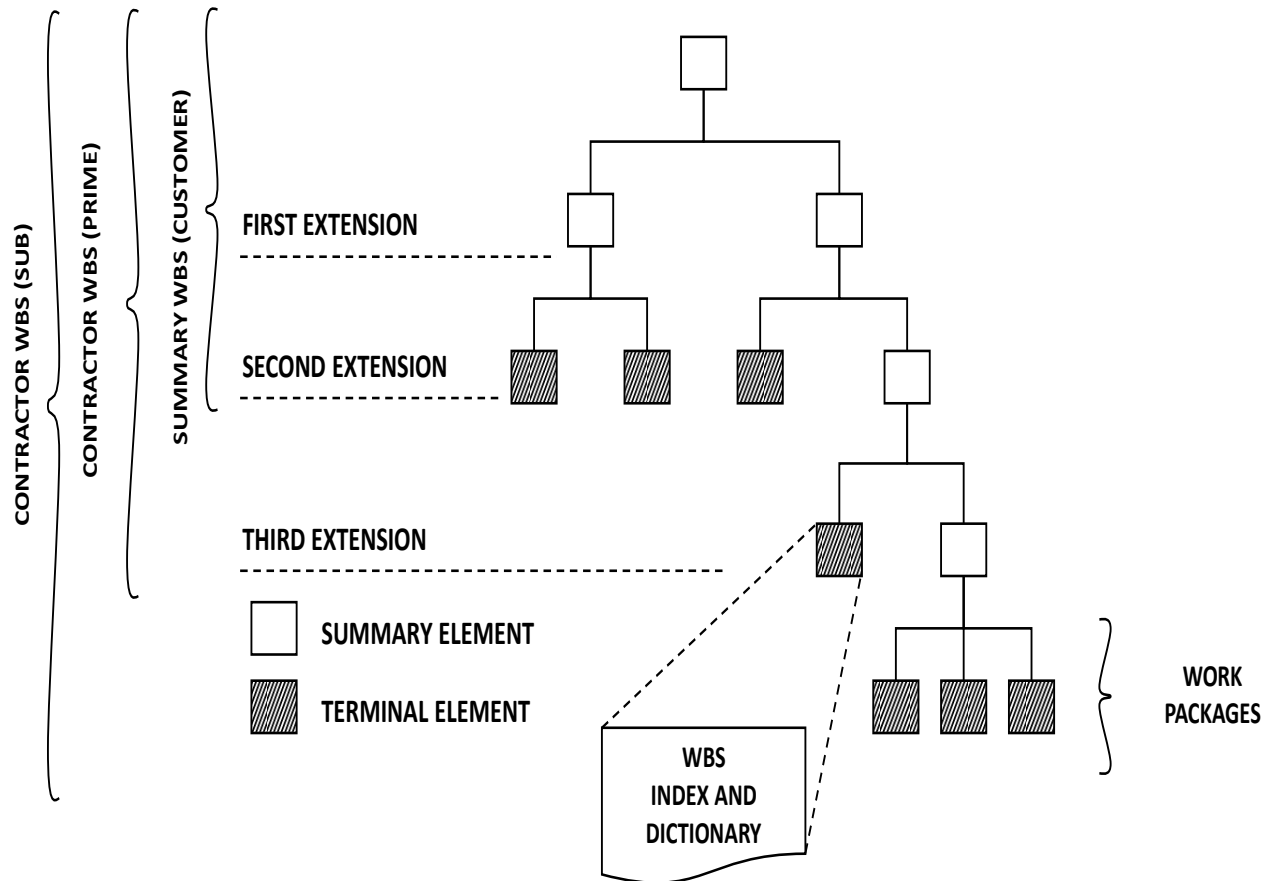 CONTRACTOR WBS (SUB)
CONTRACTOR WBS (PRIME)
SUMMARY WBS (CUSTOMER)
FIRST EXTENSION
SECOND EXTENSION
THIRD EXTENSION
SUMMARY ELEMENT
TERMINAL ELEMENT
WBS
INDEX AND
DICTIONARY
WORK
PACKAGES